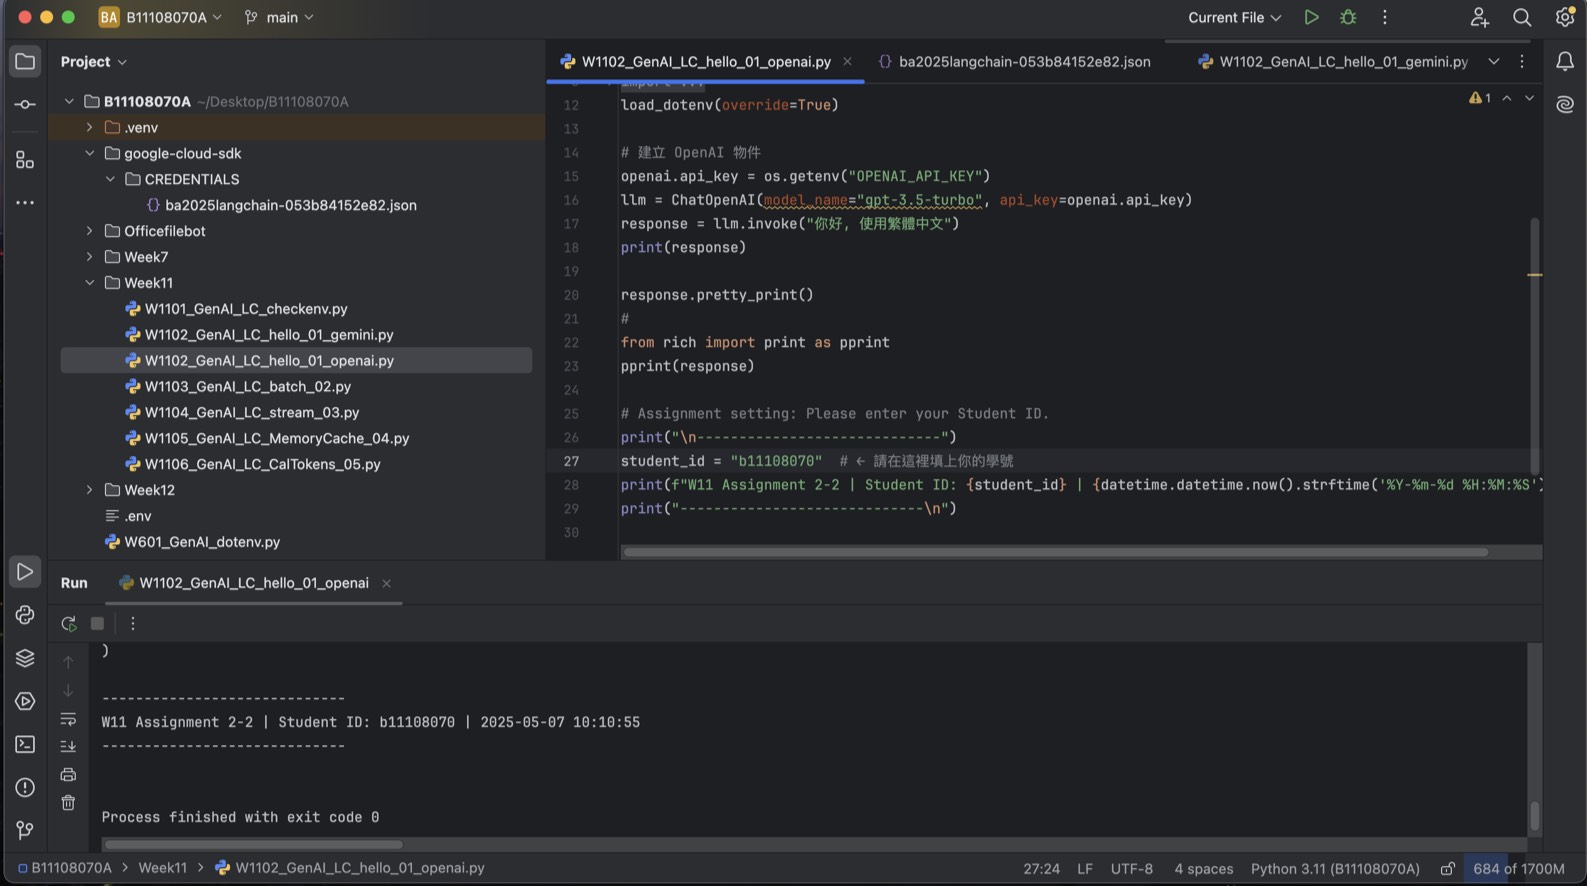 BA B11108070A main Current File
Project
W1102_GenAI_LC_hello_01_openai.py ba2025langchain-053b84152e82.json W1102_GenAI_LC_hello_01_gemini.py
B11108070A ~/Desktop/B11108070A
.venv
google-cloud-sdk
CREDENTIALS
{} ba2025langchain-053b84152e82.json
Officefilebot
Week7
Week11
W1101_GenAI_LC_checkenv.py
W1102_GenAI_LC_hello_01_gemini.py
W1102_GenAI_LC_hello_01_openai.py
W1103_GenAI_LC_batch_02.py
W1104_GenAI_LC_stream_03.py
W1105_GenAI_LC_MemoryCache_04.py
W1106_GenAI_LC_CalTokens_05.py
Week12
.env
W601_GenAI_dotenv.py
import ...
12 load_dotenv(override=True)
1
13
14 # 建立 OpenAI 物件
15 openai.api_key = os.getenv("OPENAI_API_KEY")
16 llm = ChatOpenAI(model_name="gpt-3.5-turbo", api_key=openai.api_key)
17 response = llm.invoke("你好, 使用繁體中文")
18 print(response)
19
20 response.pretty_print()
21 #
22 from rich import print as pprint
23 pprint(response)
24
25 # Assignment setting: Please enter your Student ID.
26 print("\n-----------------------------")
27 student_id = "b11108070" # ← 請在這裡填上你的學號
28 print(f"W11 Assignment 2-2 | Student ID: {student_id} | {datetime.datetime.now().strftime('%Y-%m-%d %H:%M:%S')
29 print("-----------------------------\n")
30
Run W1102_GenAI_LC_hello_01_openai
)
-----------------------------
W11 Assignment 2-2 | Student ID: b11108070 | 2025-05-07 10:10:55
-----------------------------
Process finished with exit code 0
B11108070A > Week11 > W1102_GenAI_LC_hello_01_openai.py 27:24 LF UTF-8 4 spaces Python 3.11 (B11108070A) 684 of 1700M